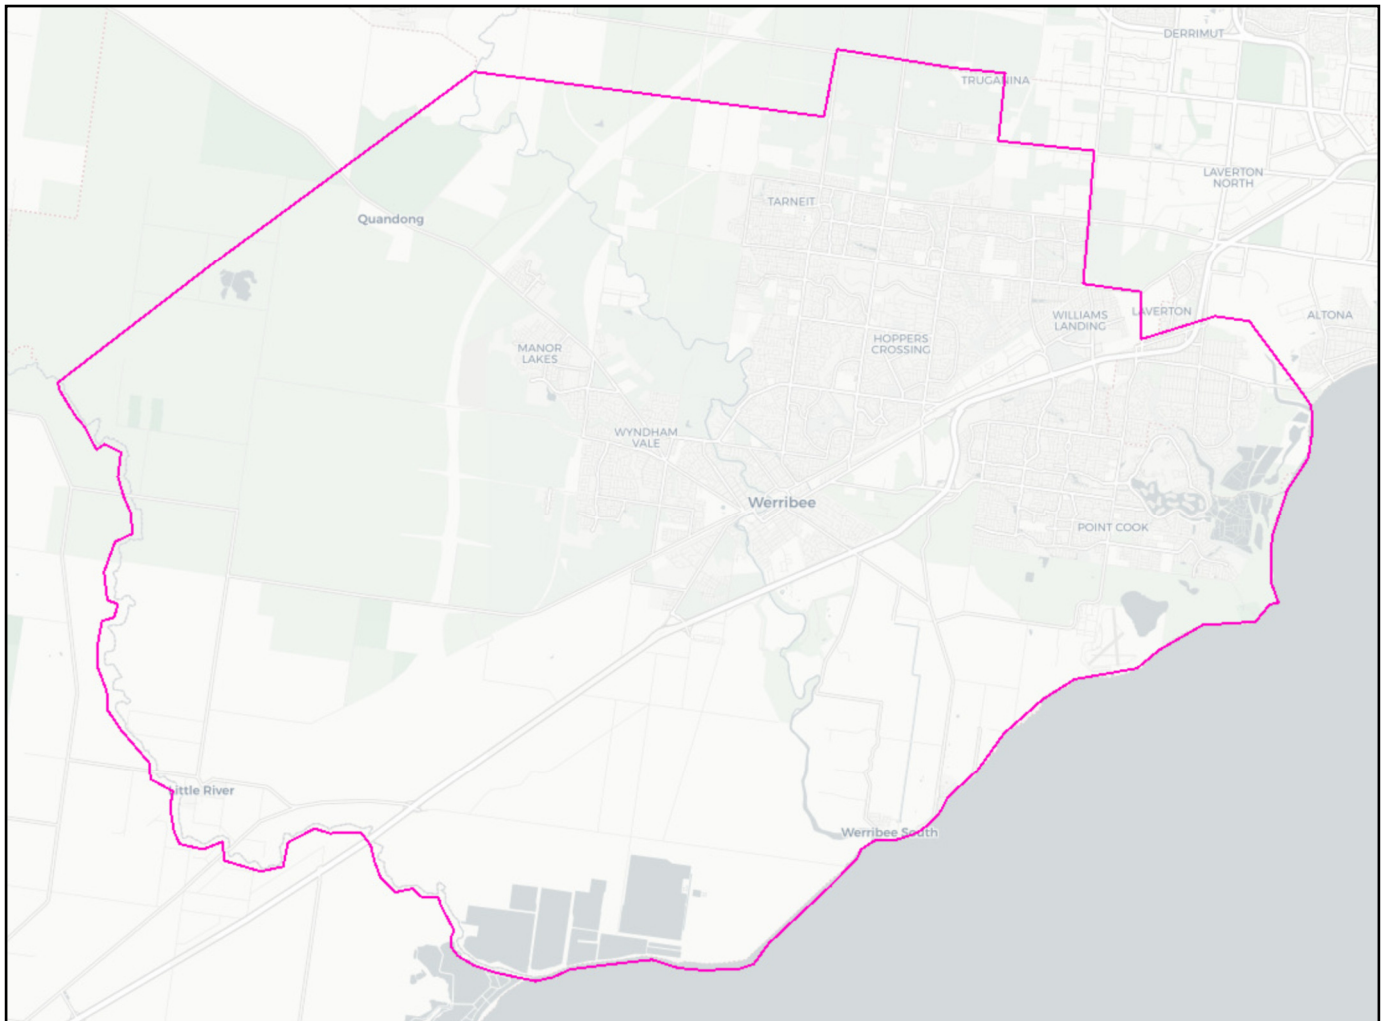 DERRIMUT
TRUGANINA
LAVERTON
NORTH
TARNEIT
Quandong
LAVERTON
WILLIAMS
LANDING
ALTONA
HOPPERS
CROSSING
MANOR
LAKES
WYNDHAM
VALE
Werribee
POINT COOK
Little River
Werribee South